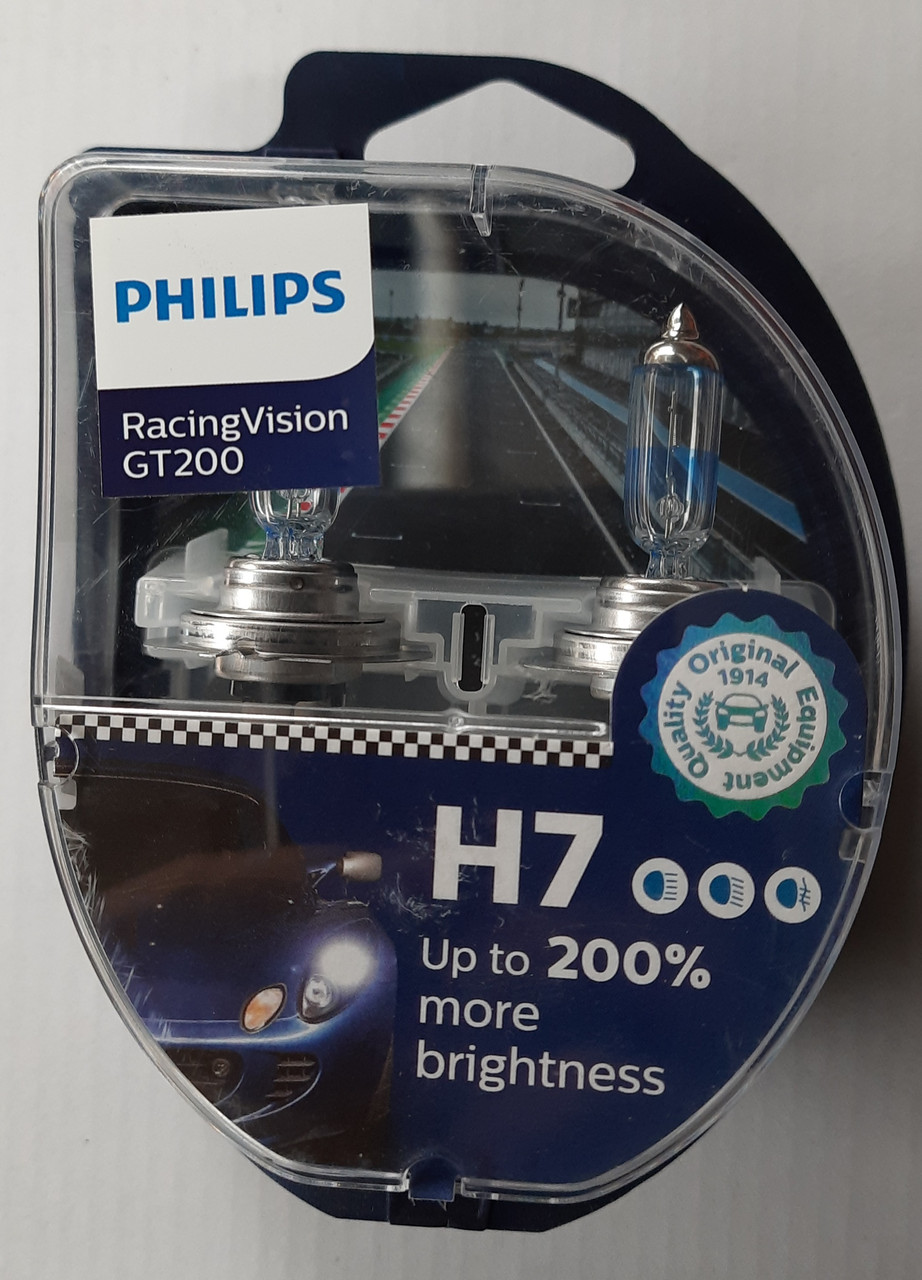 PHILIPS
RacingVision
GT200
Quality Original Equipment
1914
H7
Up to 200%
more
brightness